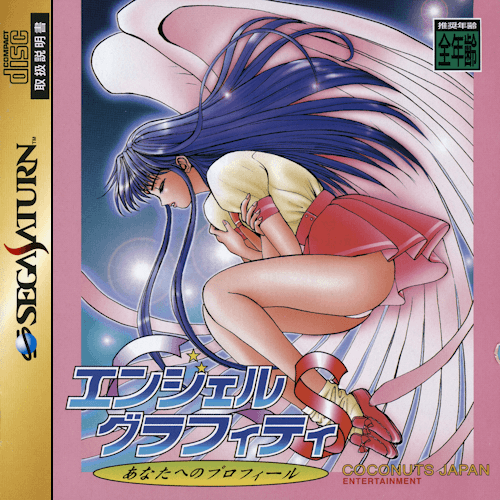 COMPACT
disc
取扱説明書
SEGA SATURN™
推奨年齢
全年齢
エンジェル
グラフィティ
あなたへのプロフィール
COCONUTS JAPAN
ENTERTAINMENT